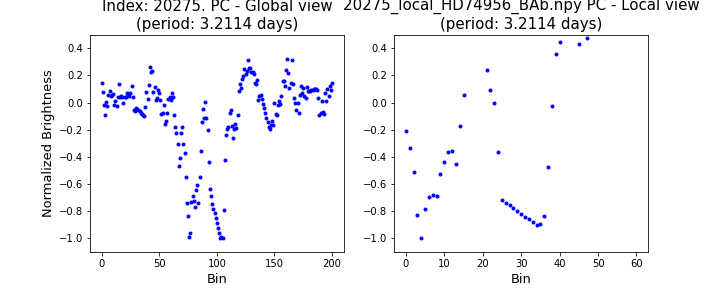 Index: 20275. PC - Global view
(period: 3.2114 days)
20275_local_HD74956_BAb.npy PC - Local view
(period: 3.2114 days)
Normalized Brightness
0.4
0.2
0.0
−0.2
−0.4
−0.6
−0.8
−1.0
0 50 100 150 200
Bin
0.4
0.2
0.0
−0.2
−0.4
−0.6
−0.8
−1.0
0 10 20 30 40 50 60
Bin